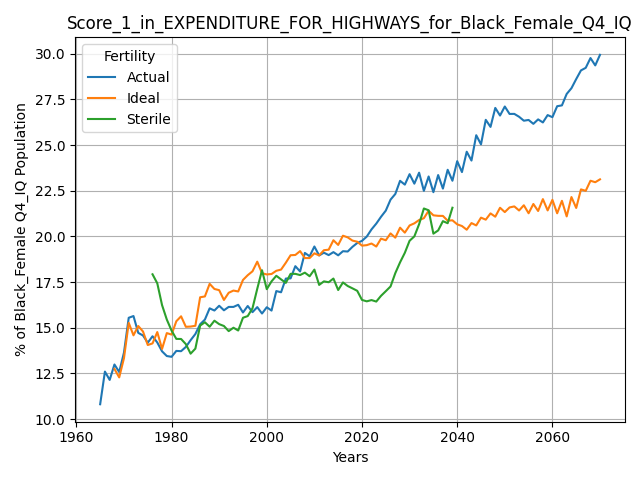 Score_1_in_EXPENDITURE_FOR_HIGHWAYS_for_Black_Female_Q4_IQ
Fertility
Actual
Ideal
Sterile
% of Black_Female Q4_IQ Population
30.0
27.5
25.0
22.5
20.0
17.5
15.0
12.5
10.0
1960 1980 2000 2020 2040 2060
Years